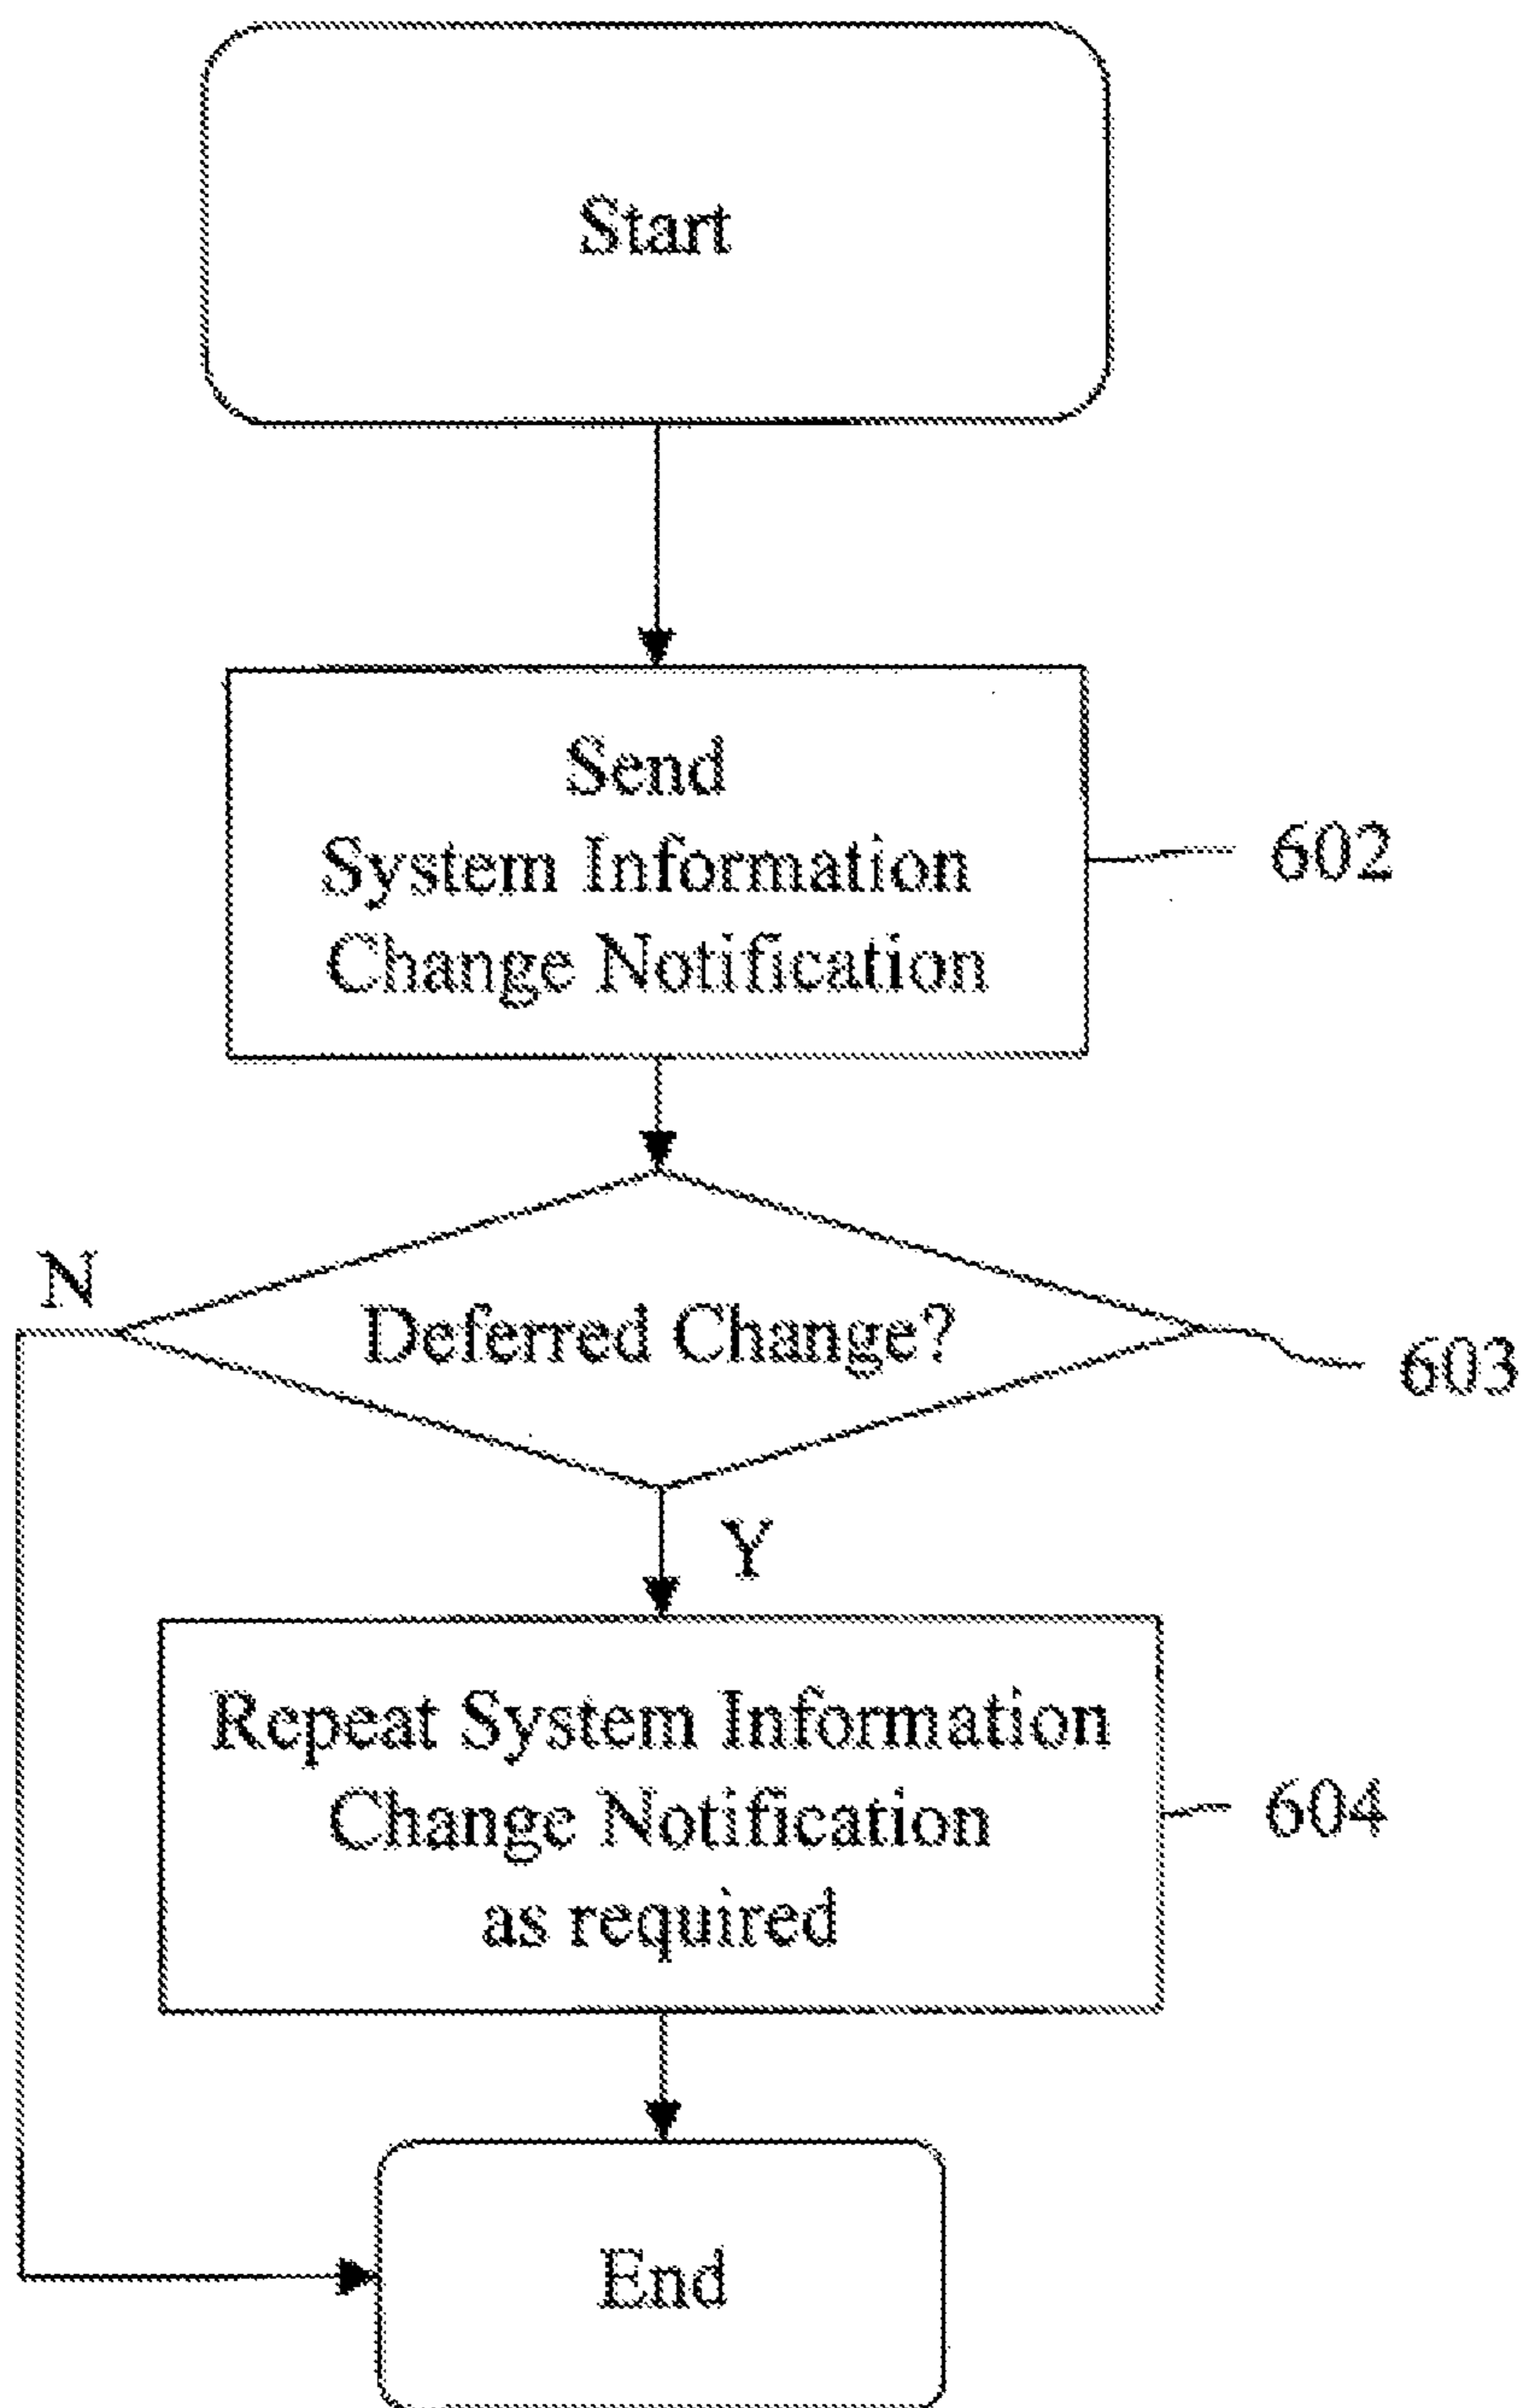 Start
Send
System Information
Change Notification
602
N
Deferred Change?
603
Y
Repeat System Information
Change Notification
as required
604
End